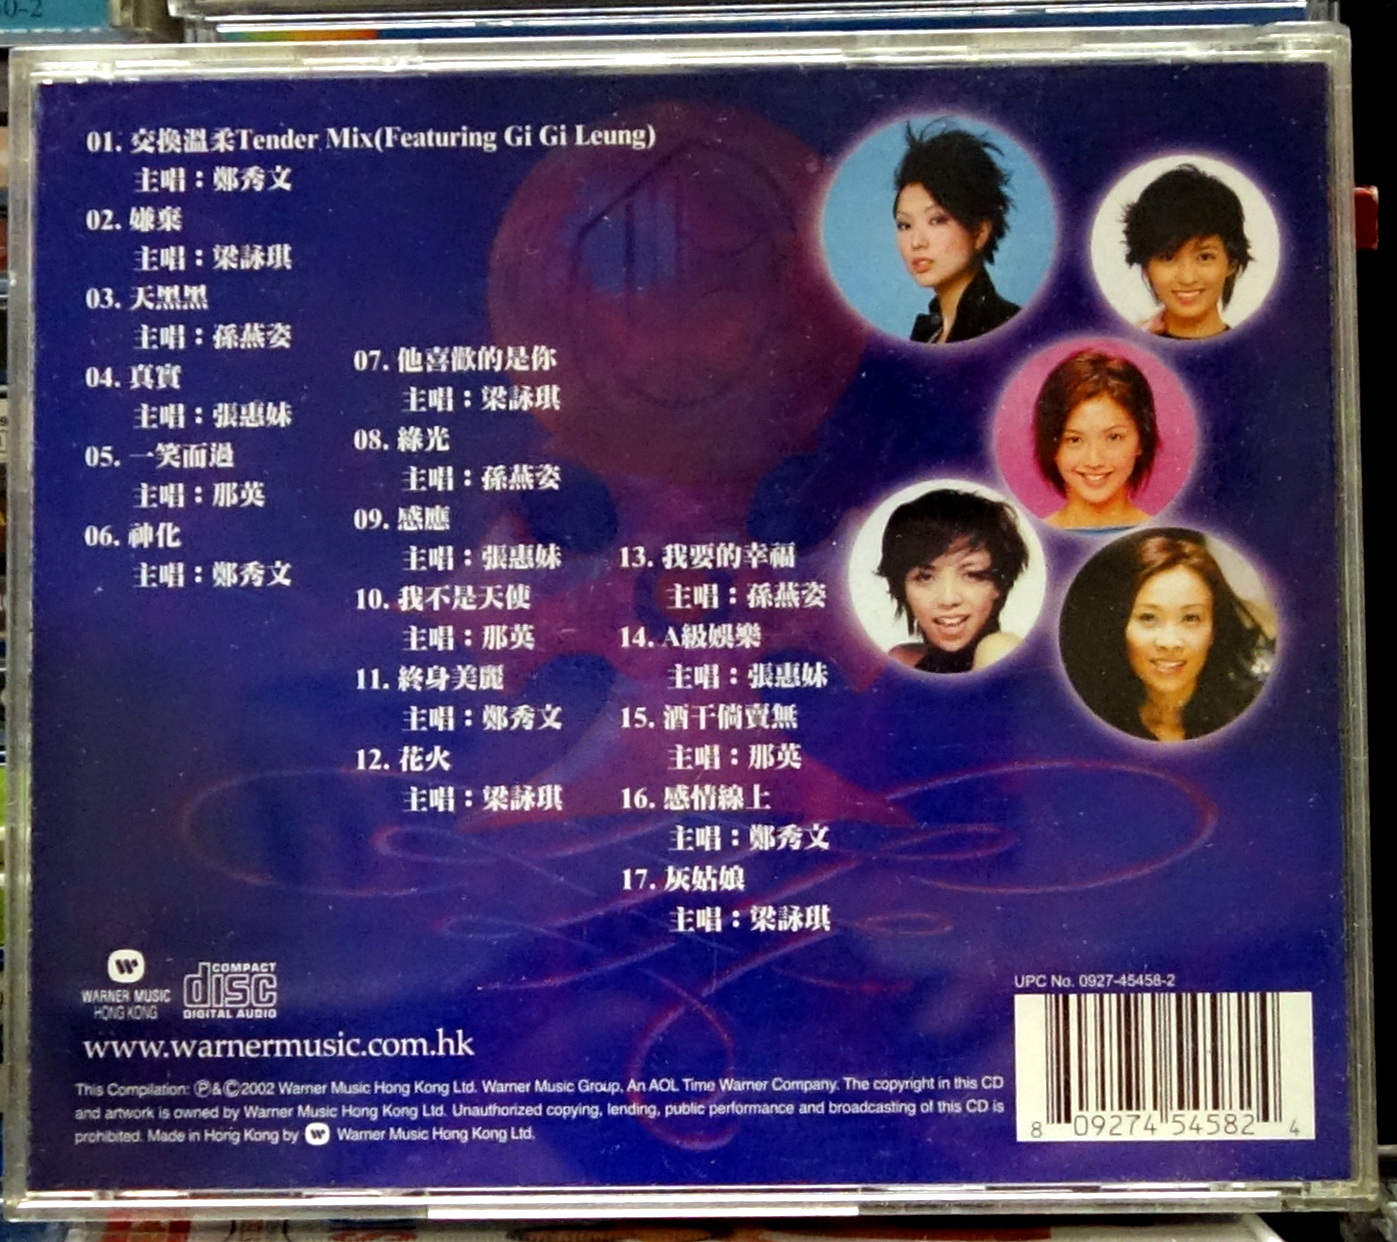 01. 交換溫柔Tender Mix(Featuring Gi Gi Leung)
主唱：鄭秀文
02. 嫌棄
主唱：梁詠琪
03. 天黑黑
主唱：孫燕姿
04. 真實
主唱：張惠妹
05. 一笑而過
主唱：那英
06. 神化
主唱：鄭秀文
07. 他喜歡的是你
主唱：梁詠琪
08. 綠光
主唱：孫燕姿
09. 感應
主唱：張惠妹
10. 我不是天使
主唱：那英
11. 終身美麗
主唱：鄭秀文
12. 花火
主唱：梁詠琪
13. 我要的幸福
主唱：孫燕姿
14. A級娛樂
主唱：張惠妹
15. 酒干倘賣無
主唱：那英
16. 感情線上
主唱：鄭秀文
17. 灰姑娘
主唱：梁詠琪
WARNER MUSIC
HONG KONG
COMPACT
disc
DIGITAL AUDIO
www.warnermusic.com.hk
This Compilation: Ⓟ&Ⓒ2002 Warner Music Hong Kong Ltd. Warner Music Group, An AOL Time Warner Company. The copyright in this CD
and artwork is owned by Warner Music Hong Kong Ltd. Unauthorized copying, lending, public performance and broadcasting of this CD is
prohibited. Made in Hong Kong by Warner Music Hong Kong Ltd.
UPC No. 0927-45458-2
8 09274 54582 4